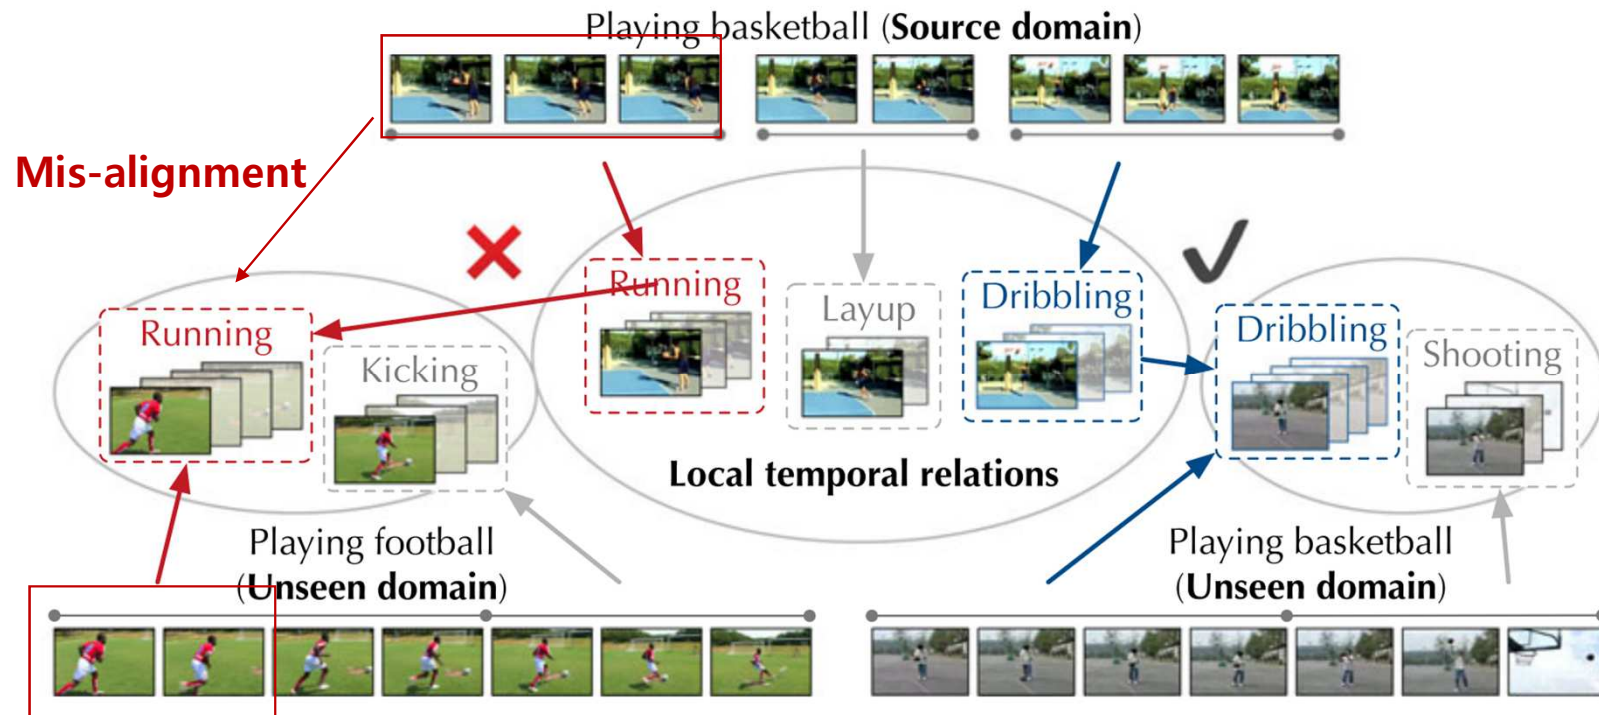 Playing basketball (Source domain)
Mis-alignment
Running
Layup
Dribbling
Running
Kicking
Dribbling
Shooting
Local temporal relations
Playing football
(Unseen domain)
Playing basketball
(Unseen domain)